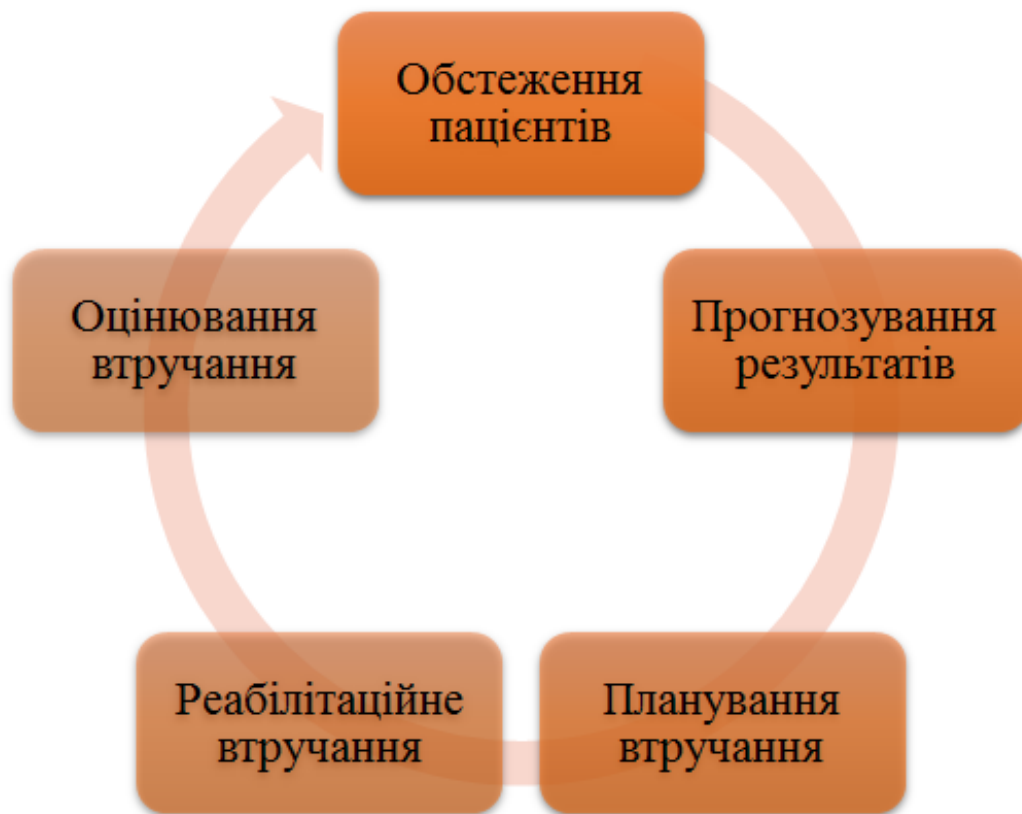 Обстеження
пацієнтів
Прогнозування
результатів
Планування
втручання
Реабілітаційне
втручання
Оцінювання
втручання